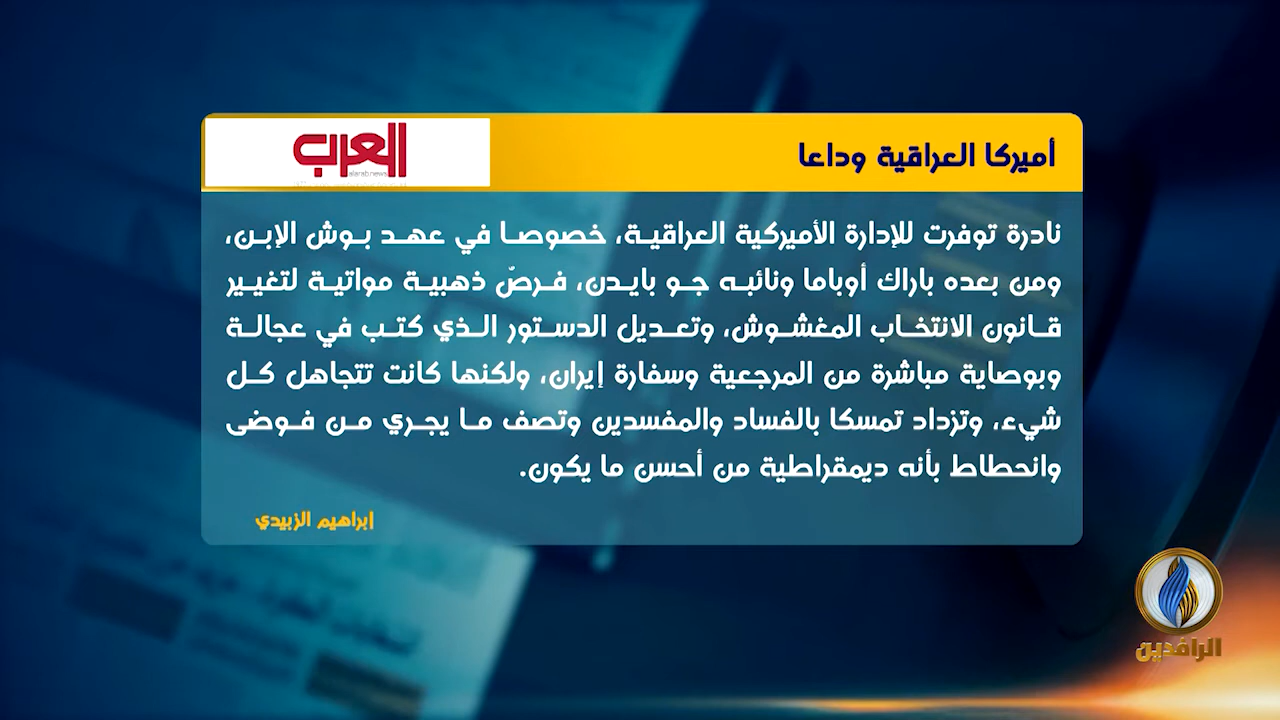 أميركا العراقية وداعا
العرب
alarab news
نادرة توفرت للإدارة الأميركية العراقية، خصوصا في عهد بوش الإبن،
ومن بعده باراك أوباما ونائبه جو بايدن، فرصٌ ذهبية مواتية لتغيير
قانون الانتخاب المغشوش، وتعديل الدستور الذي كتب في عجالة
وبوصاية مباشرة من المرجعية وسفارة إيران، ولكنها كانت تتجاهل كل
شيء، وتزداد تمسكا بالفساد والمفسدين وتصف ما يجري من فوضى
وانحطاط بأنه ديمقراطية من أحسن ما يكون.
إبراهيم الزبيدي
الرافدين